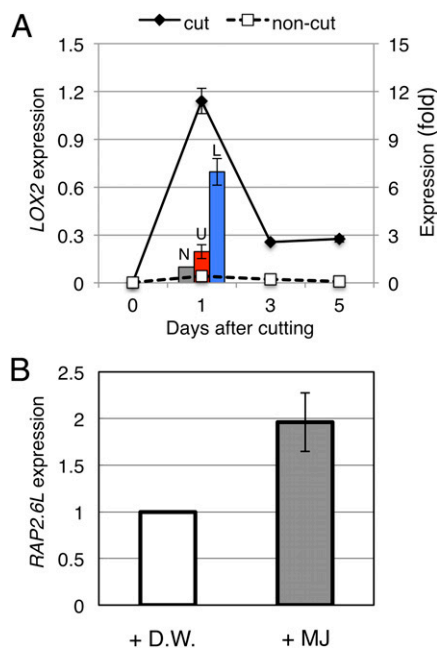 A
cut
non-cut
1.5
1.2
0.9
0.6
0.3
0
LOX2 expression
15
12
9
6
3
0
Expression (fold)
N
U
L
0
1
3
5
Days after cutting
B
2.5
2
1.5
1
0.5
0
RAP2.6L expression
+ D.W.
+ MJ